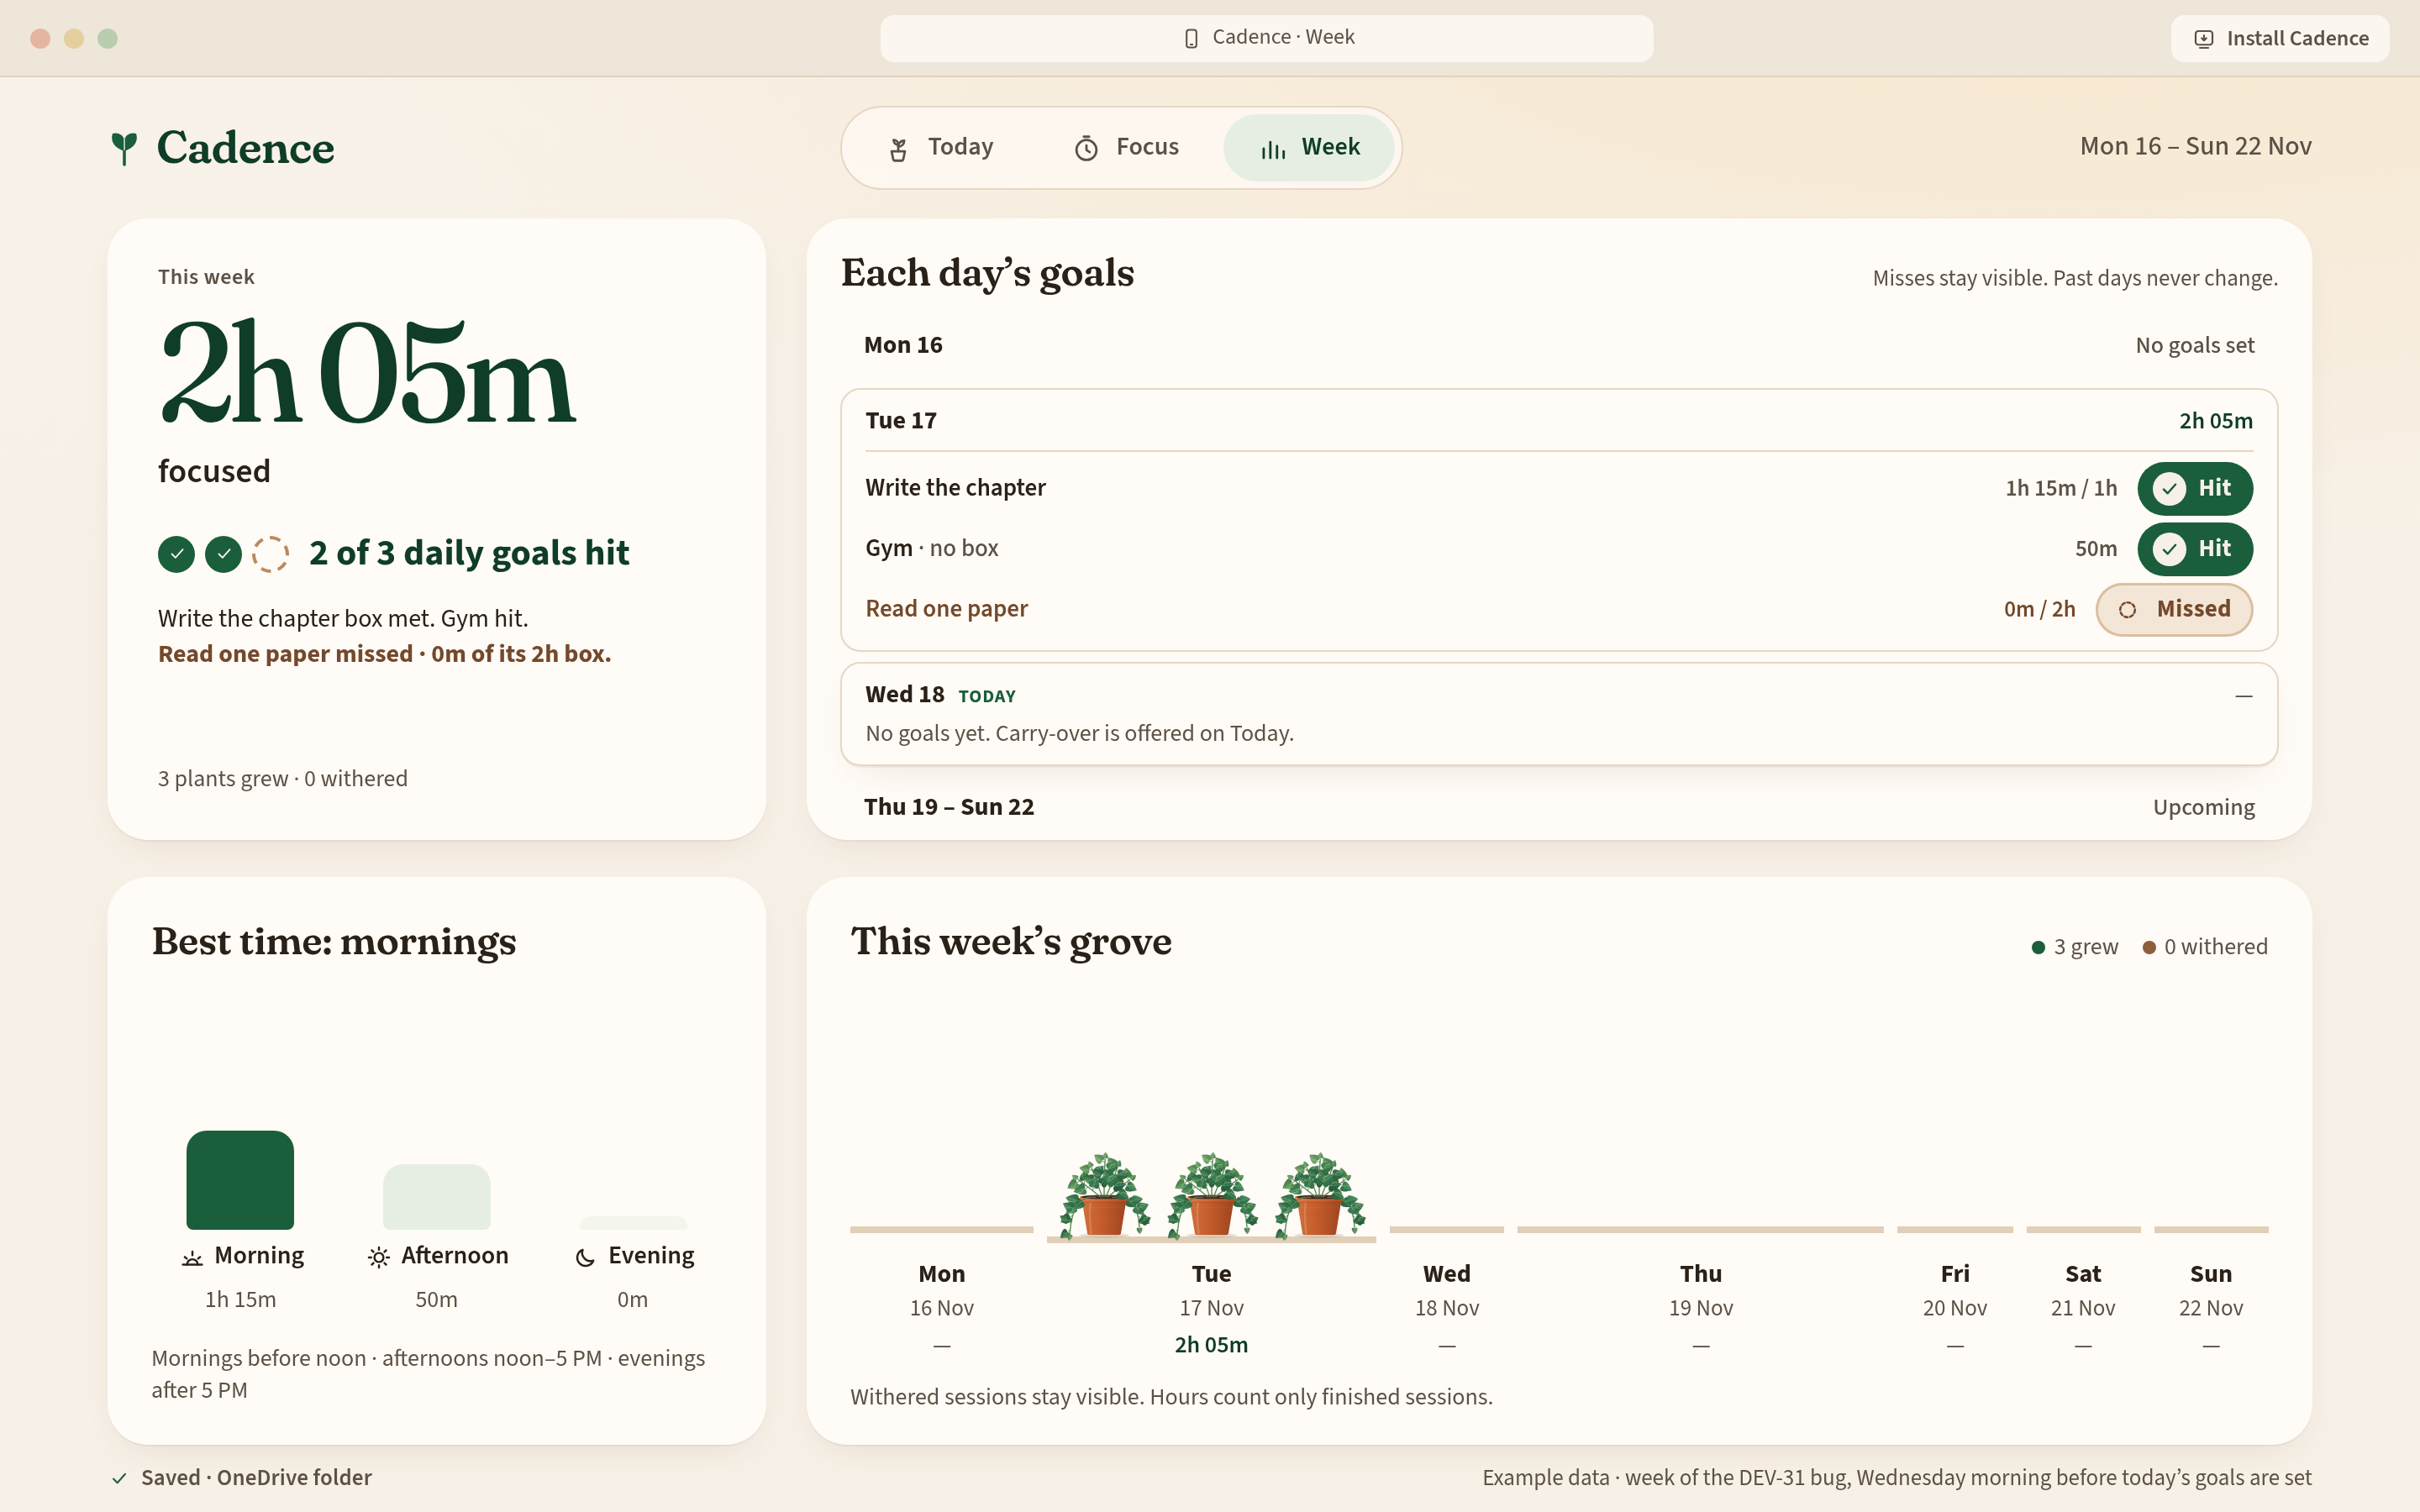 Cadence · Week
Install Cadence
Cadence
Today
Focus
Week
Mon 16 – Sun 22 Nov
This week
2h 05m
focused
2 of 3 daily goals hit
Write the chapter box met. Gym hit.
Read one paper missed · 0m of its 2h box.
3 plants grew · 0 withered
Each day’s goals
Misses stay visible. Past days never change.
Mon 16
No goals set
Tue 17
2h 05m
Write the chapter
1h 15m / 1h
Hit
Gym · no box
50m
Hit
Read one paper
0m / 2h
Missed
Wed 18 TODAY
—
No goals yet. Carry-over is offered on Today.
Thu 19 – Sun 22
Upcoming
Best time: mornings
Morning
Afternoon
Evening
1h 15m
50m
0m
Mornings before noon · afternoons noon–5 PM · evenings
after 5 PM
This week’s grove
3 grew
0 withered
Mon
Tue
Wed
Thu
Fri
Sat
Sun
16 Nov
17 Nov
18 Nov
19 Nov
20 Nov
21 Nov
22 Nov
—
2h 05m
—
—
—
—
—
Withered sessions stay visible. Hours count only finished sessions.
Saved · OneDrive folder
Example data · week of the DEV-31 bug, Wednesday morning before today’s goals are set